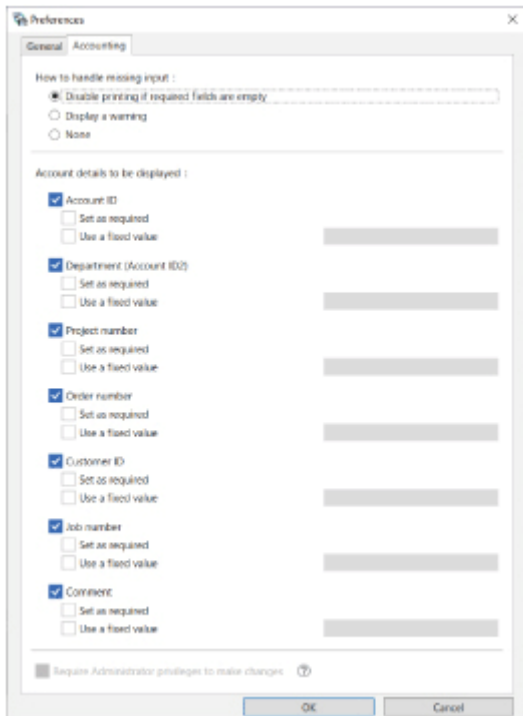 Preferences
General
Accounting
How to handle missing input :
Disable printing if required fields are empty
Display a warning
None
Account details to be displayed :
Account ID
Set as required
Use a fixed value
Department (Account ID2)
Set as required
Use a fixed value
Project number
Set as required
Use a fixed value
Order number
Set as required
Use a fixed value
Customer ID
Set as required
Use a fixed value
Job number
Set as required
Use a fixed value
Comment
Set as required
Use a fixed value
Require Administrator privileges to make changes ?
OK Cancel